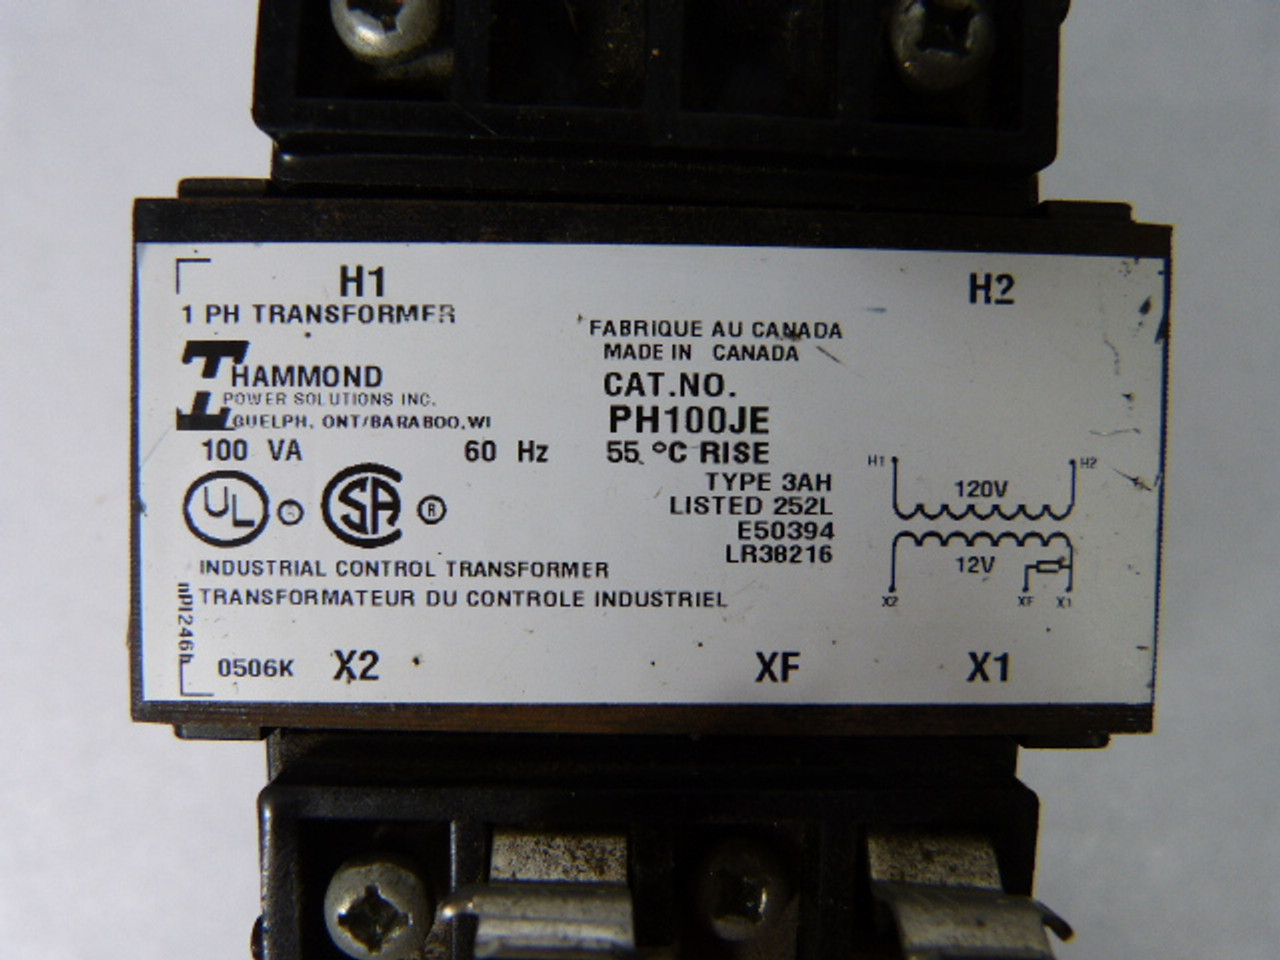 H1
H2
1 PH TRANSFORMER
FABRIQUE AU CANADA
MADE IN CANADA
HAMMOND
POWER SOLUTIONS INC.
GUELPH, ONT/BARABOO, WI
CAT.NO.
PH100JE
100 VA 60 Hz 55 °C RISE
TYPE 3AH
LISTED 252L
E50394
LR38216
UL
SA
®
INDUSTRIAL CONTROL TRANSFORMER
TRANSFORMATEUR DU CONTROLE INDUSTRIEL
H1 H2
120V
12V
X2 XF X1
0506K X2 XF X1